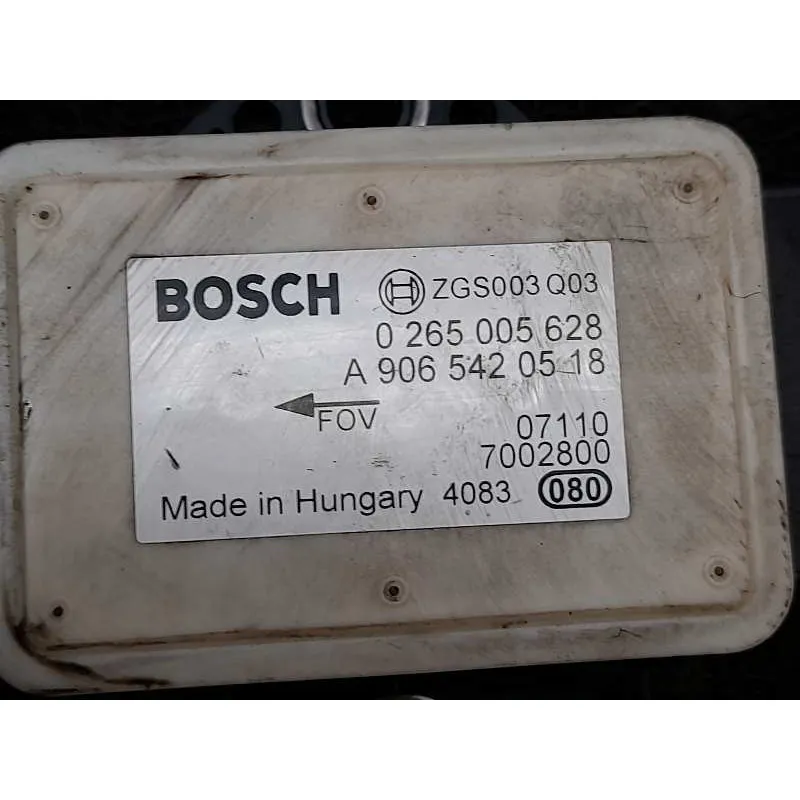 BOSCH ZGS003 Q03
0 265 005 628
A 906 542 05 18
FOV
07110
7002800
Made in Hungary 4083 080